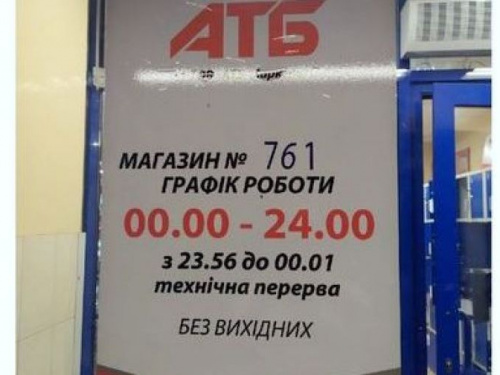 АТБ
МАГАЗИН № 761
ГРАФІК РОБОТИ
00.00 - 24.00
з 23.56 до 00.01
технічна перерва
БЕЗ ВИХІДНИХ